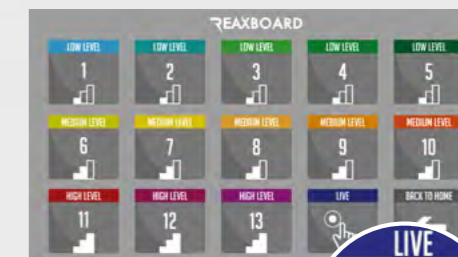 REAXBOARD
LOW LEVEL LOW LEVEL LOW LEVEL LOW LEVEL LOW LEVEL
1 2 3 4 5
MEDIUM LEVEL MEDIUM LEVEL MEDIUM LEVEL MEDIUM LEVEL MEDIUM LEVEL
6 7 8 9 10
HIGH LEVEL HIGH LEVEL HIGH LEVEL LIVE BACK TO HOME
11 12 13
LIVE